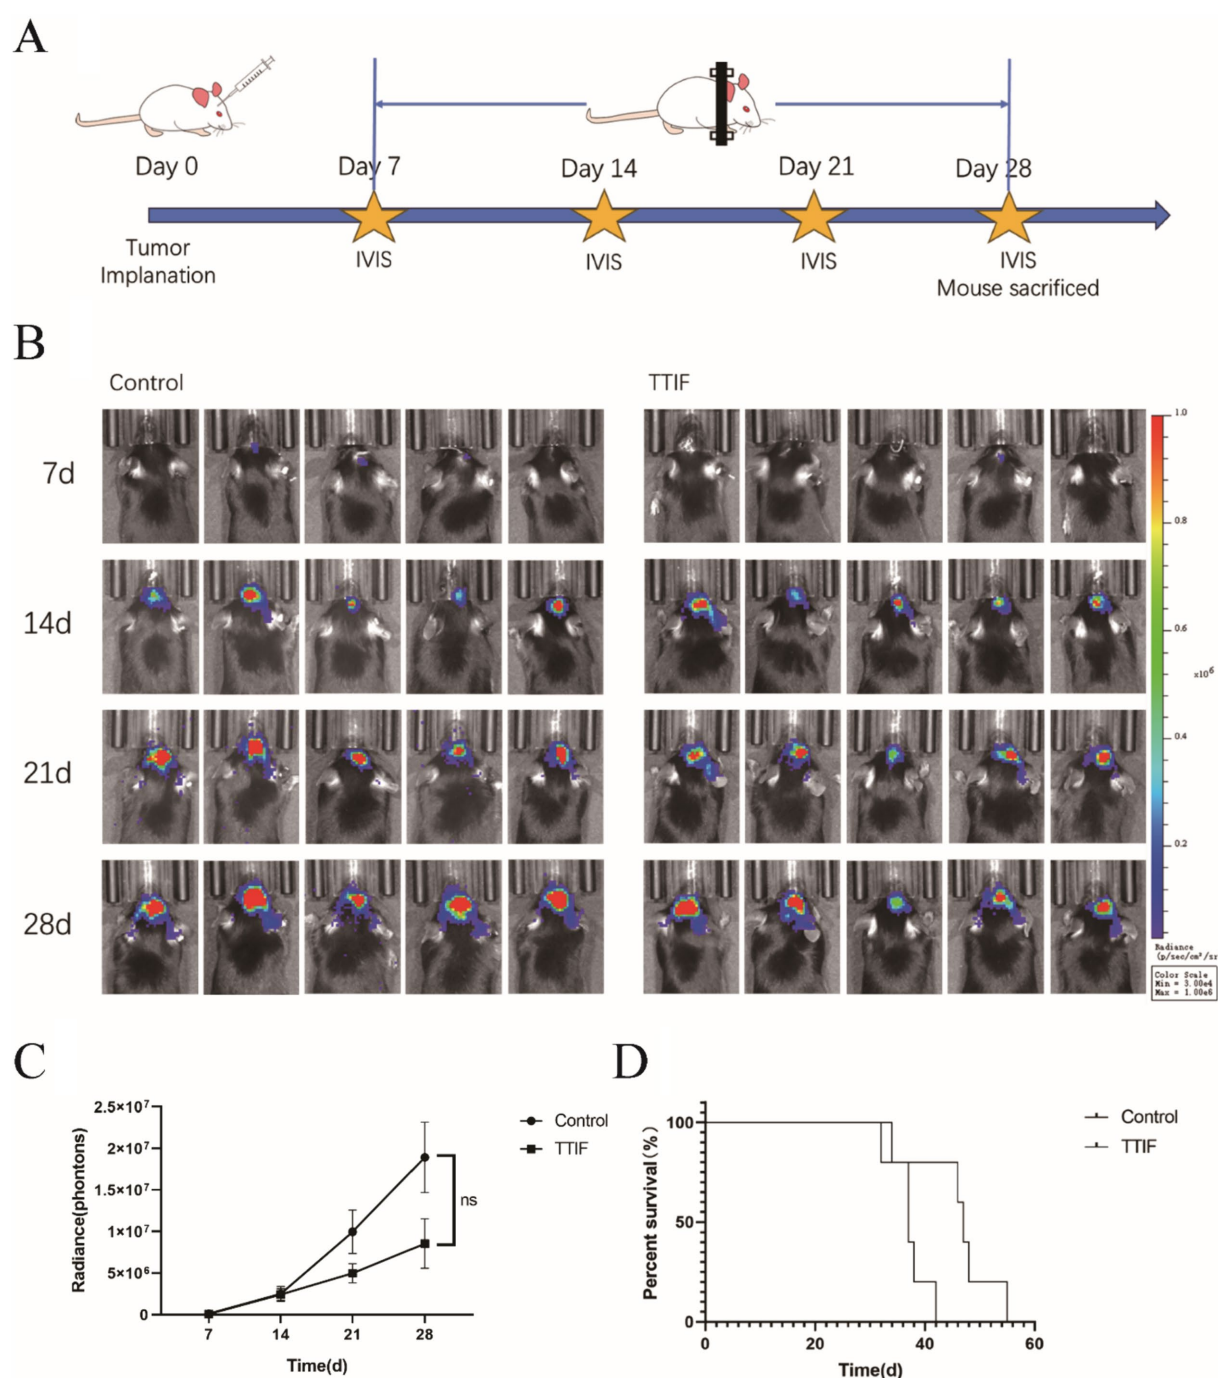 A
Day 0
Day 7
Day 14
Day 21
Day 28
Tumor
Implanation
IVIS
IVIS
IVIS
IVIS
Mouse sacrificed
B
Control
TTIF
7d
14d
21d
28d
1.0
0.8
0.6
x10⁶
0.4
0.2
Radiance
(p/sec/cm²/sr
Color Scale
Min = 3.00e4
Max = 1.00e6
C
2.5×10⁷
2×10⁷
1.5×10⁷
1×10⁷
5×10⁶
0
Radiance(phontons)
7
14
21
28
Time(d)
Control
TTIF
ns
D
100
50
0
Percent survival(%)
0
20
40
60
Time(d)
Control
TTIF